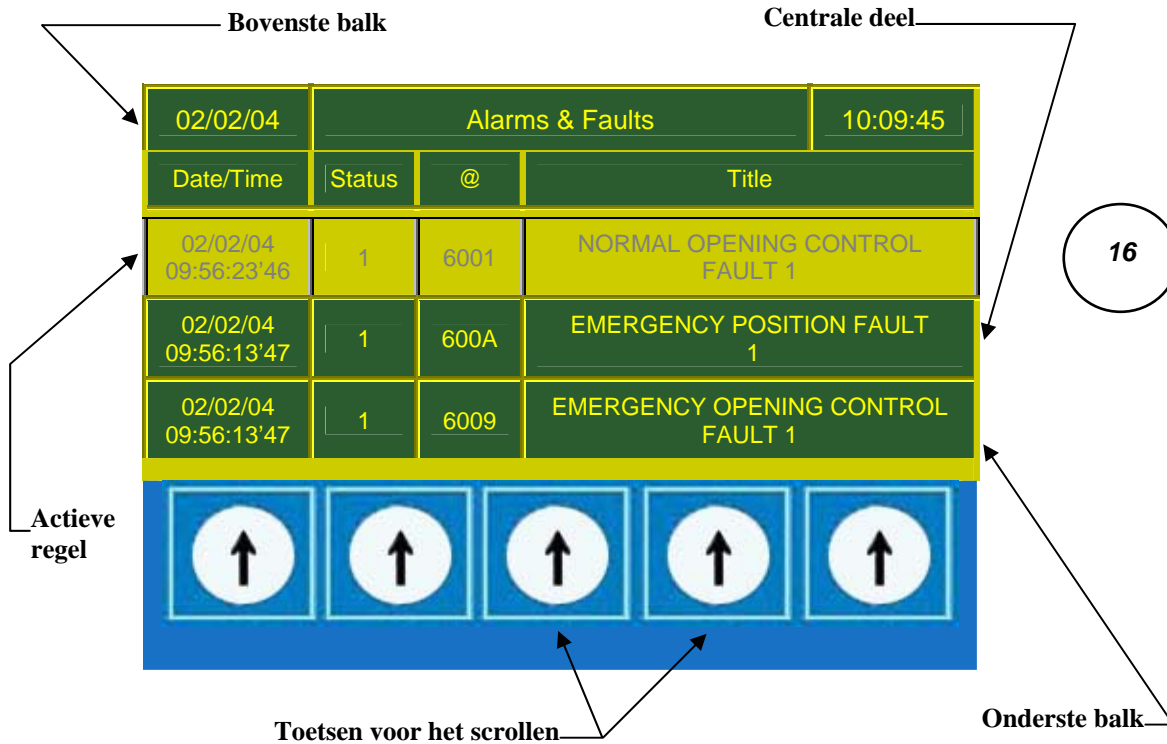 Bovenste balk
Centrale deel
02/02/04 Alarms & Faults 10:09:45
Date/Time Status @ Title
02/02/04
09:56:23’46
1
6001
NORMAL OPENING CONTROL
FAULT 1
16
02/02/04
09:56:13’47
1
600A
EMERGENCY POSITION FAULT
1
02/02/04
09:56:13’47
1
6009
EMERGENCY OPENING CONTROL
FAULT 1
Actieve
regel
Toetsen voor het scrollen
Onderste balk